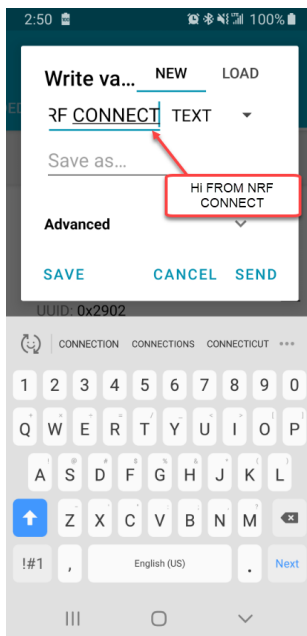 2:50 100%
Write va... NEW LOAD
RF CONNECT TEXT
Save as...
Hi FROM NRF
CONNECT
Advanced
SAVE CANCEL SEND
UUID: 0x2902
CONNECTION CONNECTIONS CONNECTICUT
1 2 3 4 5 6 7 8 9 0
Q W E R T Y U I O P
A S D F G H J K L
Z X C V B N M
!#1 , English (US) . Next